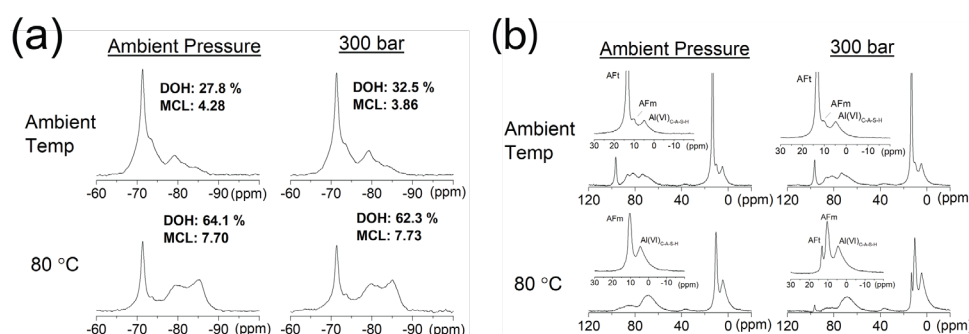 (a)
Ambient Pressure
300 bar
Ambient
Temp
DOH: 27.8 %
MCL: 4.28
DOH: 32.5 %
MCL: 3.86
-60 -70 -80 -90 (ppm)
-60 -70 -80 -90 (ppm)
80 °C
DOH: 64.1 %
MCL: 7.70
DOH: 62.3 %
MCL: 7.73
-60 -70 -80 -90 (ppm)
-60 -70 -80 -90 (ppm)
(b)
Ambient Pressure
300 bar
Ambient
Temp
AFt
AFm
Al(VI)C-A-S-H
30 20 10 0 -10
(ppm)
120 80 40 0 (ppm)
AFt
AFm
Al(VI)C-A-S-H
30 20 10 0 -10
(ppm)
120 80 40 0 (ppm)
80 °C
AFm
Al(VI)C-A-S-H
30 20 10 0 -10
(ppm)
120 80 40 0 (ppm)
AFm
AFt
Al(VI)C-A-S-H
30 20 10 0 -10
(ppm)
120 80 40 0 (ppm)